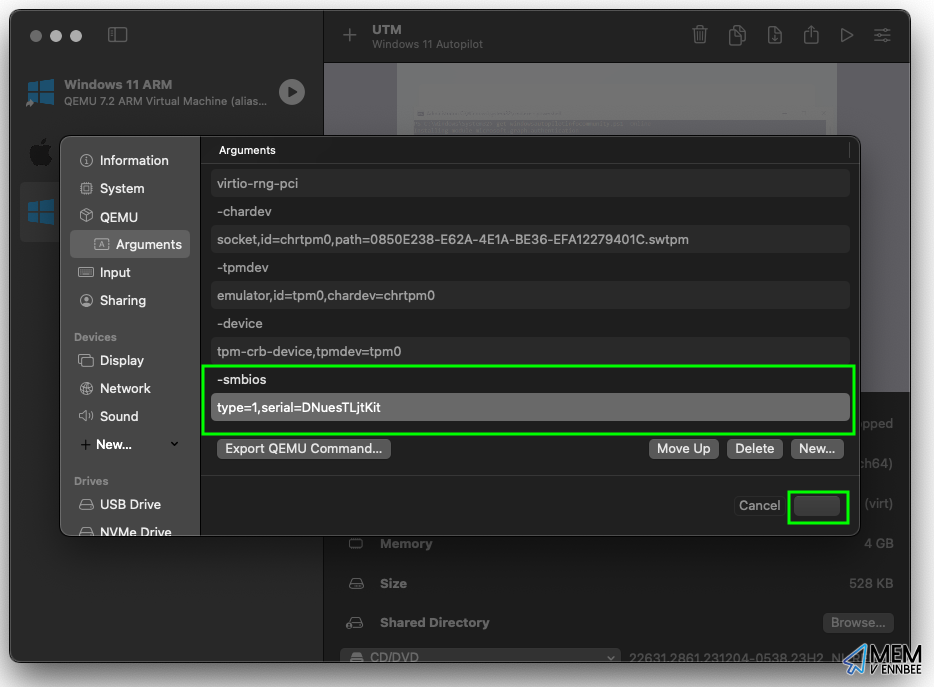 UTM
Windows 11 Autopilot
Windows 11 ARM
QEMU 7.2 ARM Virtual Machine (alias...
Information
System
QEMU
Arguments
Input
Sharing
Devices
Display
Network
Sound
New...
Drives
USB Drive
NVMe Drive
Arguments
virtio-rng-pci
-chardev
socket,id=chrtpm0,path=0850E238-E62A-4E1A-BE36-EFA12279401C.swtpm
-tpmdev
emulator,id=tpm0,chardev=chrtpm0
-device
tpm-crb-device,tpmdev=tpm0
-smbios
type=1,serial=DNuesTLjtKit
Export QEMU Command...
Move Up
Delete
New...
Cancel
pped
ch64)
(virt)
Memory
4 GB
Size
528 KB
Shared Directory
Browse...
CD/DVD
22631.2861.231204-0538.23H2_N
MEM
VENNBEE